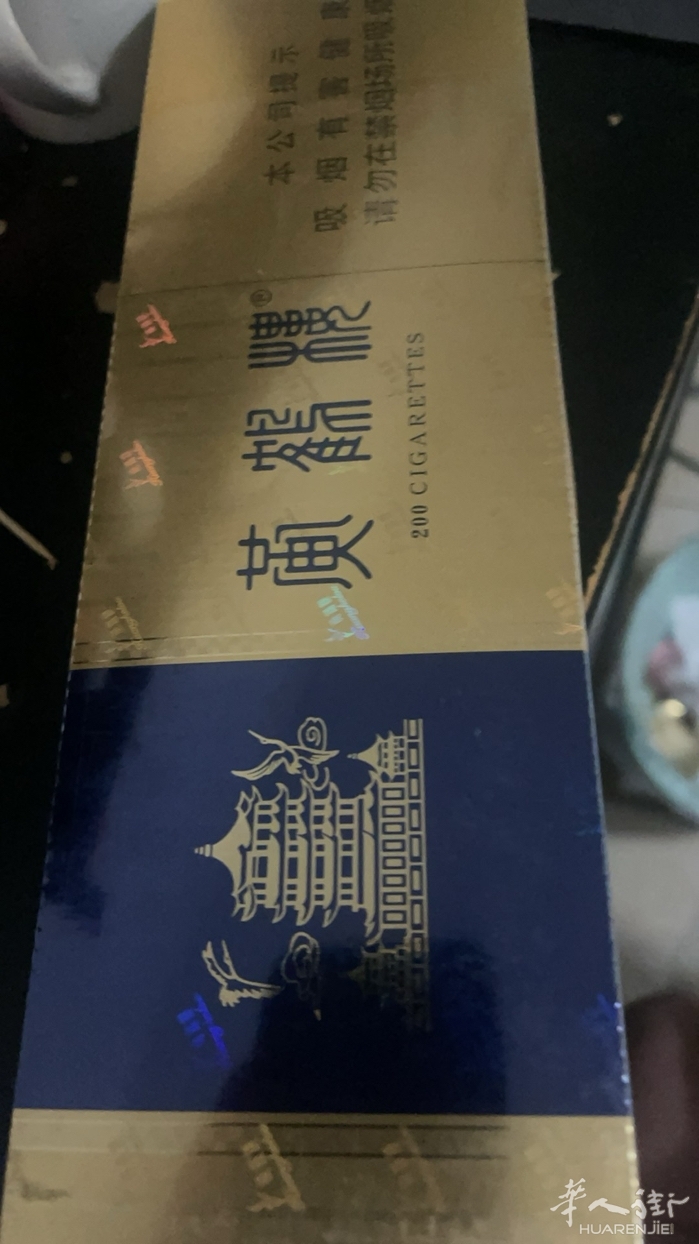 本公司提示
吸烟有害健康
请勿在禁烟场所吸烟
黄鹤楼®
200 CIGARETTES
華人街
HUARENJIE